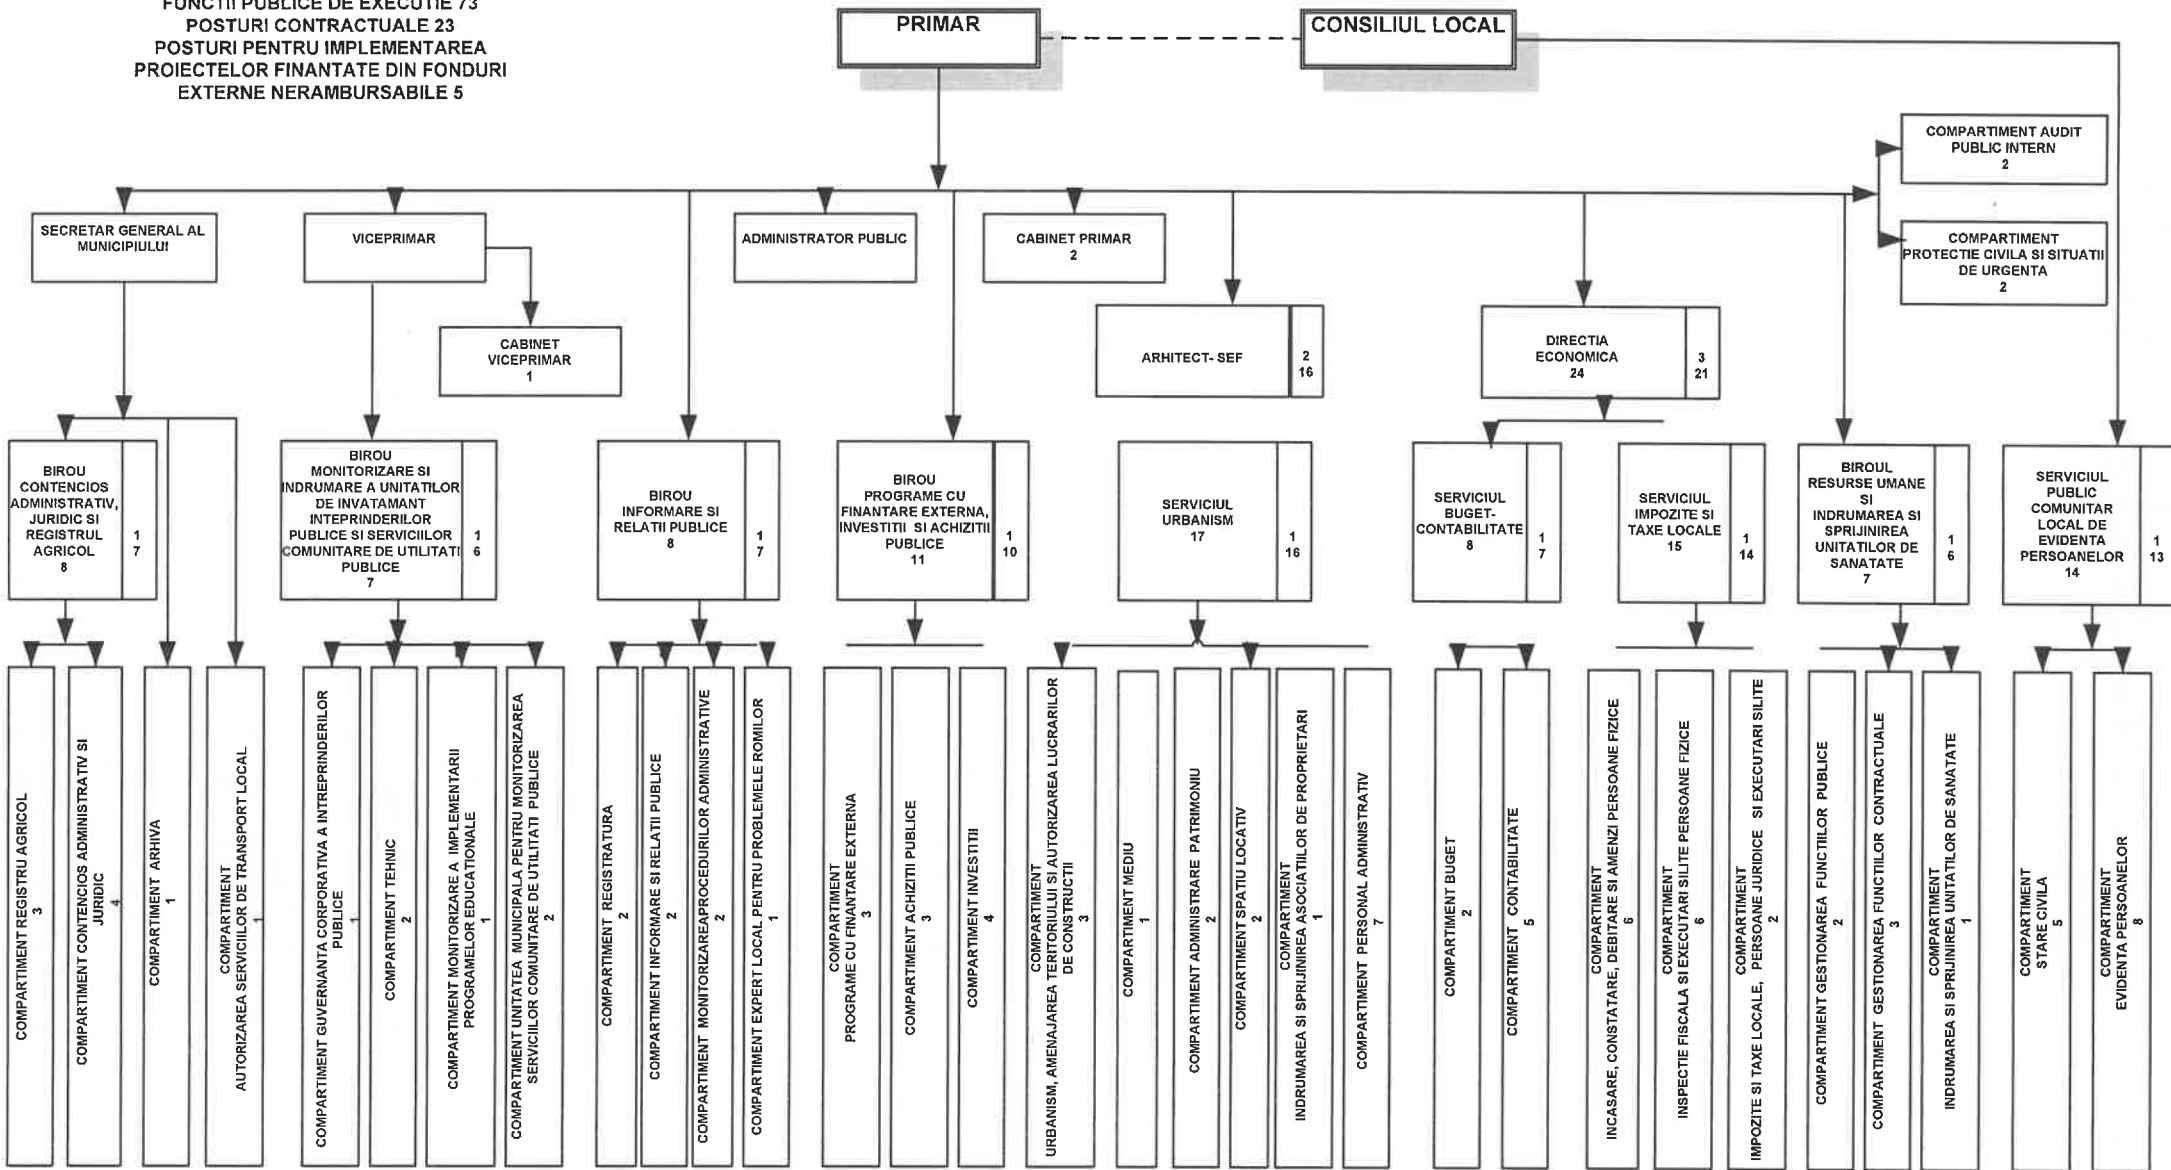 FUNCTII PUBLICE DE EXECUTIE 73
POSTURI CONTRACTUALE 23
POSTURI PENTRU IMPLEMENTAREA
PROIECTELOR FINANTATE DIN FONDURI
EXTERNE NERAMBURSABILE 5
PRIMAR
CONSILIUL LOCAL
COMPARTIMENT AUDIT
PUBLIC INTERN
2
COMPARTIMENT
PROTECTIE CIVILA SI SITUATII
DE URGENTA
2
SECRETAR GENERAL AL
MUNICIPIULUI
VICEPRIMAR
ADMINISTRATOR PUBLIC
CABINET PRIMAR
2
CABINET
VICEPRIMAR
1
ARHITECT- SEF
2
16
DIRECTIA
ECONOMICA
24
3
21
BIROU
CONTENCIOS
ADMINISTRATIV,
JURIDIC SI
REGISTRUL
AGRICOL
8
1
7
BIROU
MONITORIZARE SI
INDRUMARE A UNITATILOR
DE INVATAMANT
INTEPRINDERILOR
PUBLICE SI SERVICIILOR
COMUNITARE DE UTILITATI
PUBLICE
7
1
6
BIROU
INFORMARE SI
RELATII PUBLICE
8
1
7
BIROU
PROGRAME CU
FINANTARE EXTERNA,
INVESTITII SI ACHIZITII
PUBLICE
11
1
10
SERVICIUL
URBANISM
17
1
16
SERVICIUL
BUGET-
CONTABILITATE
8
1
7
SERVICIUL
IMPOZITE SI
TAXE LOCALE
15
1
14
BIROUL
RESURSE UMANE
SI
INDRUMAREA SI
SPRIJINIREA
UNITATILOR DE
SANATATE
7
1
6
SERVICIUL
PUBLIC
COMUNITAR
LOCAL DE
EVIDENTA
PERSOANELOR
14
1
13
COMPARTIMENT REGISTRU AGRICOL
3
COMPARTIMENT CONTENCIOS ADMINISTRATIV SI
JURIDIC
4
COMPARTIMENT ARHIVA
1
COMPARTIMENT
AUTORIZAREA SERVICIILOR DE TRANSPORT LOCAL
1
COMPARTIMENT GUVERNANTA CORPORATIVA A INTREPRINDERILOR
PUBLICE
1
COMPARTIMENT TEHNIC
2
COMPARTIMENT MONITORIZARE A IMPLEMENTARII
PROGRAMELOR EDUCATIONALE
1
COMPARTIMENT UNITATEA MUNICIPALA PENTRU MONITORIZAREA
SERVICIILOR COMUNITARE DE UTILITATI PUBLICE
2
COMPARTIMENT REGISTRATURA
2
COMPARTIMENT INFORMARE SI RELATII PUBLICE
2
COMPARTIMENT MONITORIZAREAPROCEDURILOR ADMINISTRATIVE
2
COMPARTIMENT EXPERT LOCAL PENTRU PROBLEMELE ROMILOR
1
COMPARTIMENT
PROGRAME CU FINANTARE EXTERNA
3
COMPARTIMENT ACHIZITII PUBLICE
3
COMPARTIMENT INVESTITII
4
COMPARTIMENT
URBANISM, AMENAJAREA TERITORIULUI SI AUTORIZAREA LUCRARILOR
DE CONSTRUCTII
3
COMPARTIMENT MEDIU
1
COMPARTIMENT ADMINISTRARE PATRIMONIU
2
COMPARTIMENT SPATIU LOCATIV
2
COMPARTIMENT
INDRUMAREA SI SPRIJINIREA ASOCIATIILOR DE PROPRIETARI
1
COMPARTIMENT PERSONAL ADMINISTRATIV
7
COMPARTIMENT BUGET
2
COMPARTIMENT CONTABILITATE
5
COMPARTIMENT
INCASARE, CONSTATARE, DEBITARE SI AMENZI PERSOANE FIZICE
6
COMPARTIMENT
INSPECTIE FISCALA SI EXECUTARI SILITE PERSOANE FIZICE
6
COMPARTIMENT
IMPOZITE SI TAXE LOCALE, PERSOANE JURIDICE SI EXECUTARI SILITE
2
COMPARTIMENT GESTIONAREA FUNCTIILOR PUBLICE
2
COMPARTIMENT GESTIONAREA FUNCTIILOR CONTRACTUALE
3
COMPARTIMENT
INDRUMAREA SI SPRIJINIREA UNITATILOR DE SANATATE
1
COMPARTIMENT
STARE CIVILA
5
COMPARTIMENT
EVIDENTA PERSOANELOR
8